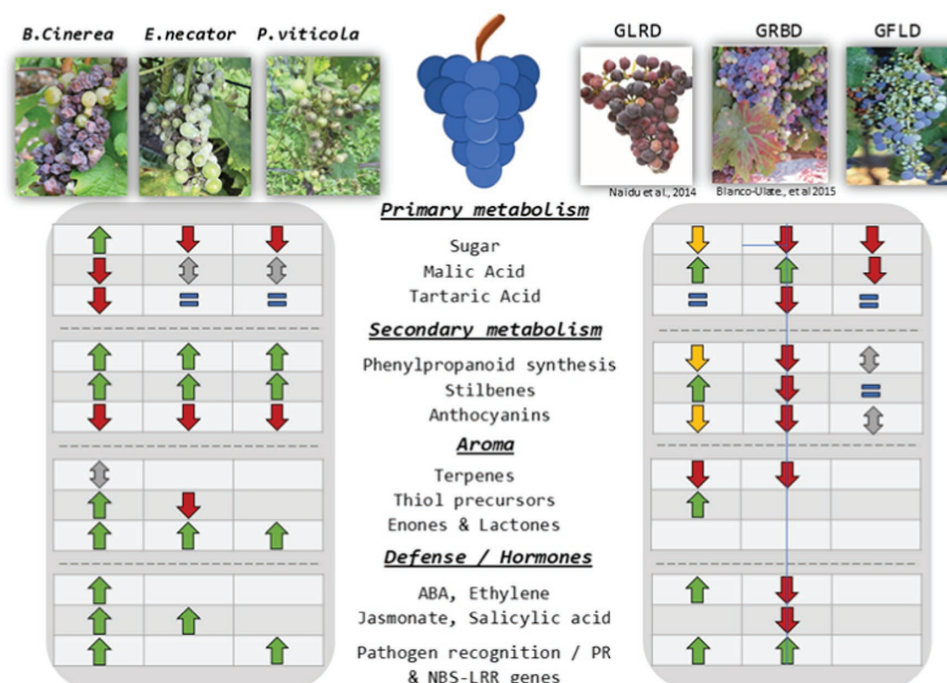 B.Cinerea E.necator P.viticola GLRD GRBD GFLD
Naidu et al., 2014 Blanco-Ulate., et al 2015
Primary metabolism
Sugar
Malic Acid
Tartaric Acid
Secondary metabolism
Phenylpropanoid synthesis
Stilbenes
Anthocyanins
Aroma
Terpenes
Thiol precursors
Enones & Lactones
Defense / Hormones
ABA, Ethylene
Jasmonate, Salicylic acid
Pathogen recognition / PR
& NBS-LRR genes